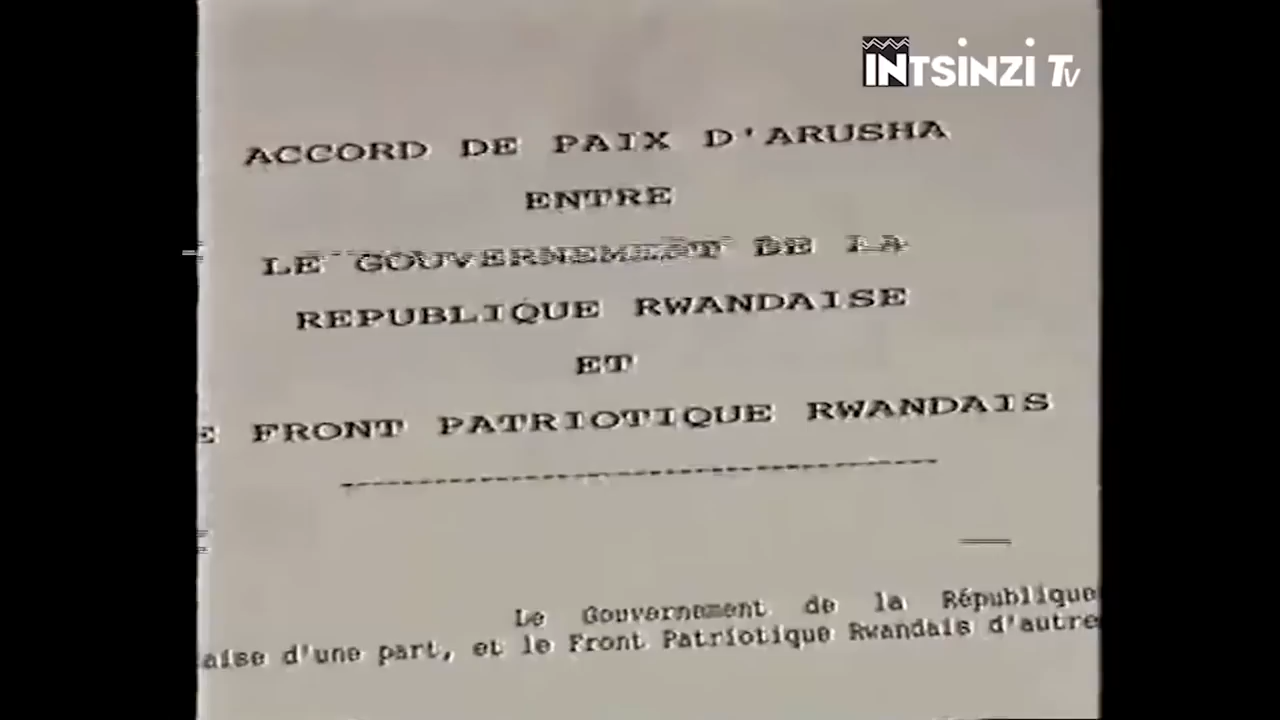 INTSINZI TV
ACCORD DE PAIX D'ARUSHA
ENTRE
LE GOUVERNEMENT DE LA
REPUBLIQUE RWANDAISE
ET
E FRONT PATRIOTIQUE RWANDAIS
Le Gouvernement de la République
aise d'une part, et le Front Patriotique Rwandais d'autre